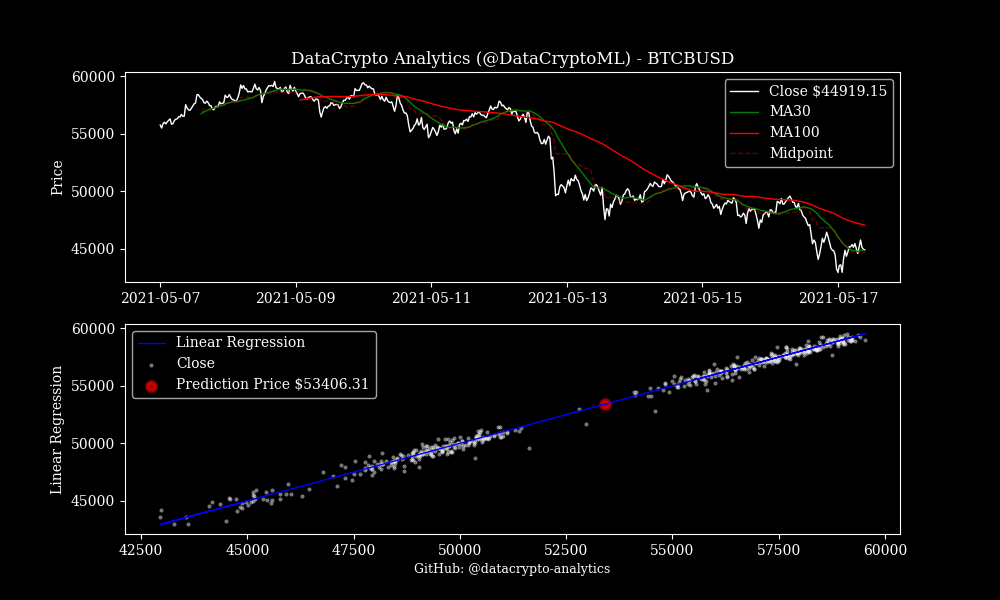 DataCrypto Analytics (@DataCryptoML) - BTCBUSD
60000
55000
50000
45000
Price
Close $44919.15
MA30
MA100
Midpoint
2021-05-07
2021-05-09
2021-05-11
2021-05-13
2021-05-15
2021-05-17
60000
55000
50000
45000
Linear Regression
Linear Regression
Close
Prediction Price $53406.31
42500
45000
47500
50000
52500
55000
57500
60000
GitHub: @datacrypto-analytics